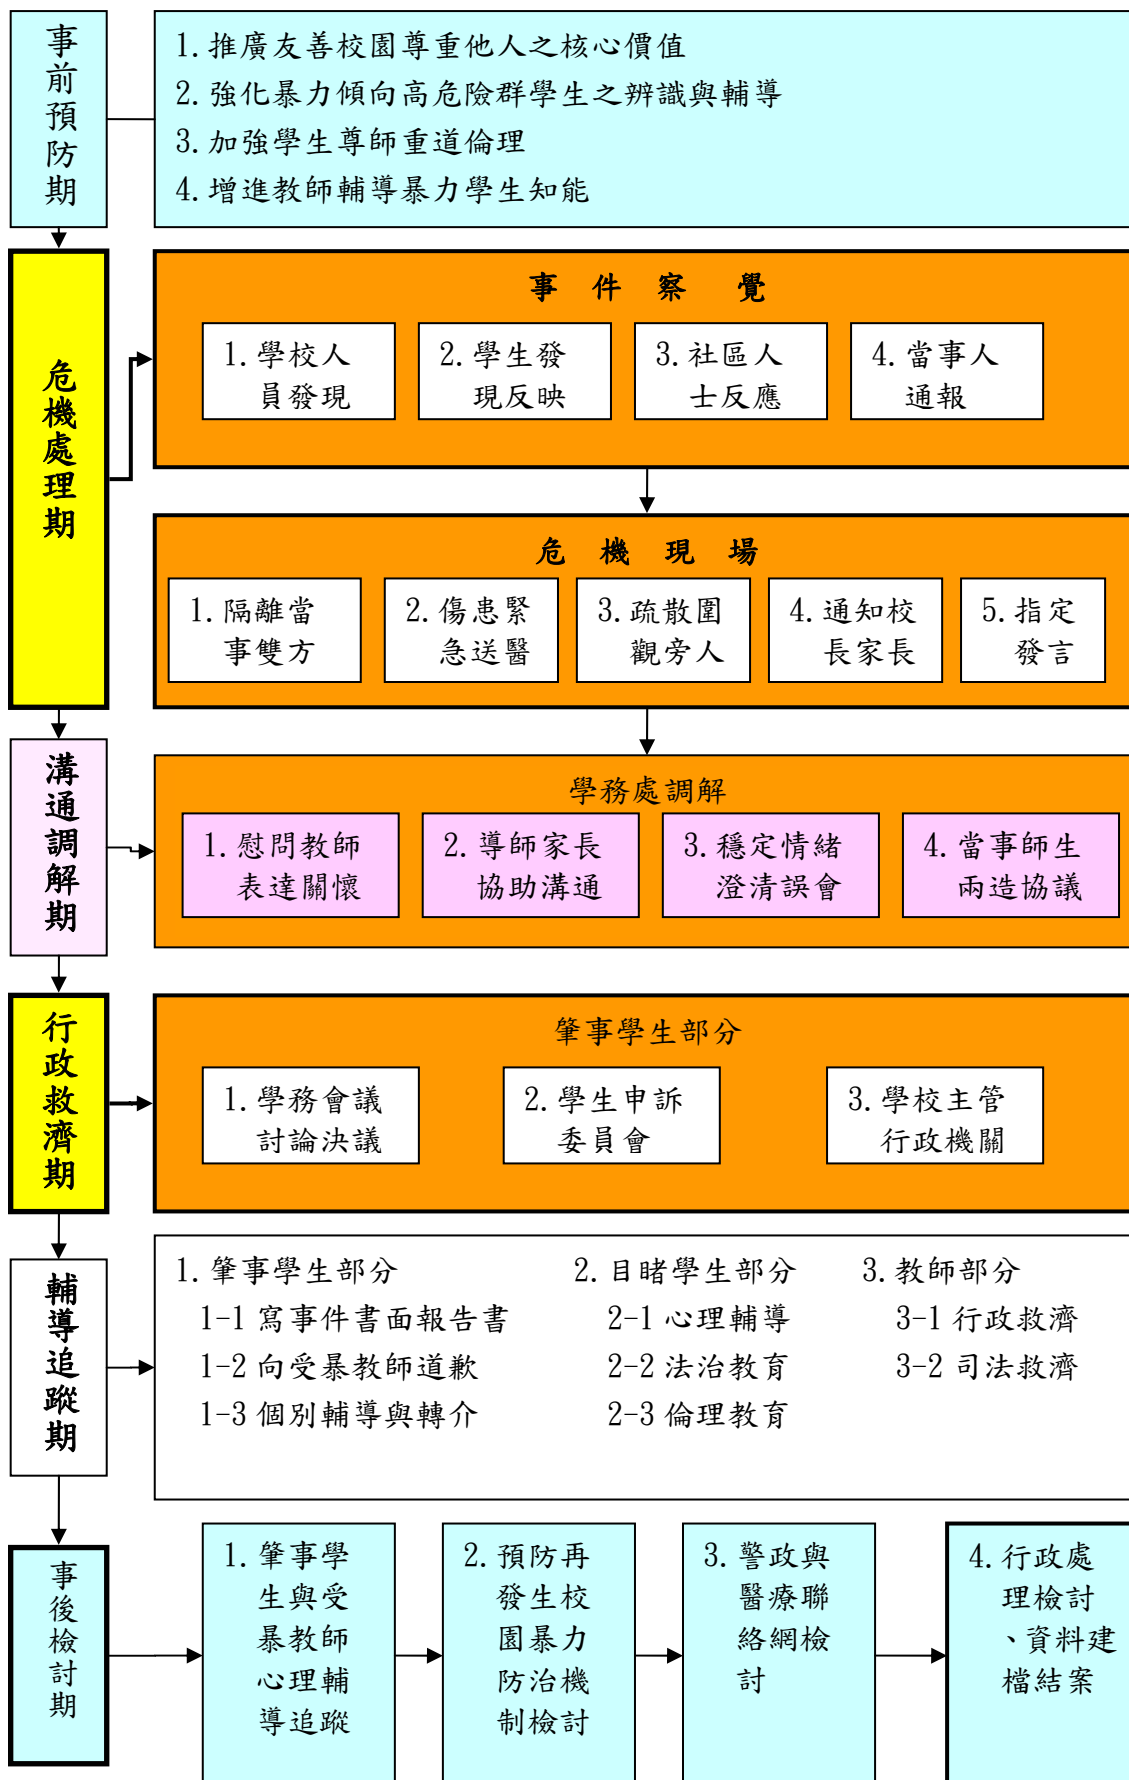 事前預防期
1.推廣友善校園尊重他人之核心價值
2.強化暴力傾向高危險群學生之辨識與輔導
3.加強學生尊師重道倫理
4.增進教師輔導暴力學生知能
危機處理期
事 件 察 覺
1.學校人
員發現
2.學生發
現反映
3.社區人
士反應
4.當事人
通報
危 機 現 場
1.隔離當
事雙方
2.傷患緊
急送醫
3.疏散圍
觀旁人
4.通知校
長家長
5.指定
發言
溝通調解期
學務處調解
1.慰問教師
表達關懷
2.導師家長
協助溝通
3.穩定情緒
澄清誤會
4.當事師生
兩造協議
行政救濟期
肇事學生部分
1.學務會議
討論決議
2.學生申訴
委員會
3.學校主管
行政機關
輔導追蹤期
1.肇事學生部分
1-1 寫事件書面報告書
1-2 向受暴教師道歉
1-3 個別輔導與轉介
2.目睹學生部分
2-1 心理輔導
2-2 法治教育
2-3 倫理教育
3.教師部分
3-1 行政救濟
3-2 司法救濟
事後檢討期
1.肇事學
生與受
暴教師
心理輔
導追蹤
2.預防再
發生校
園暴力
防治機
制檢討
3.警政與
醫療聯
絡網檢
討
4.行政處
理檢討
、資料建
檔結案